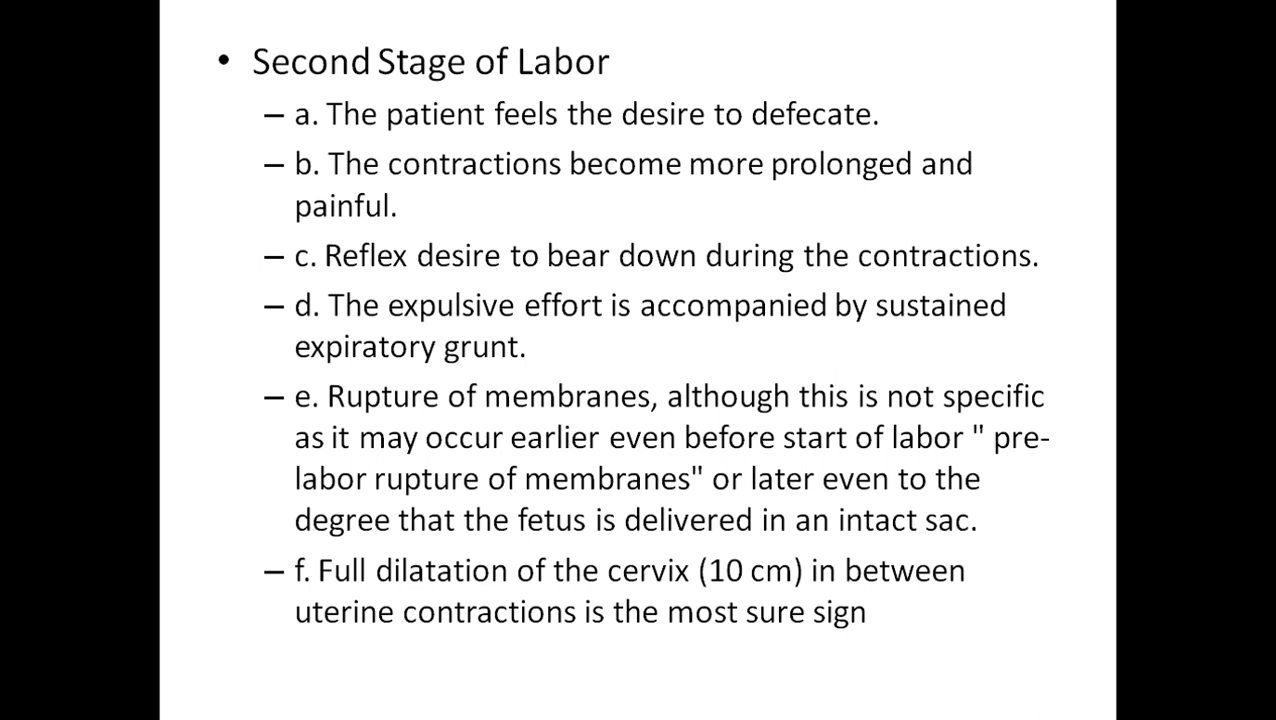 • Second Stage of Labor
– a. The patient feels the desire to defecate.
– b. The contractions become more prolonged and
painful.
– c. Reflex desire to bear down during the contractions.
– d. The expulsive effort is accompanied by sustained
expiratory grunt.
– e. Rupture of membranes, although this is not specific
as it may occur earlier even before start of labor " pre-
labor rupture of membranes" or later even to the
degree that the fetus is delivered in an intact sac.
– f. Full dilatation of the cervix (10 cm) in between
uterine contractions is the most sure sign